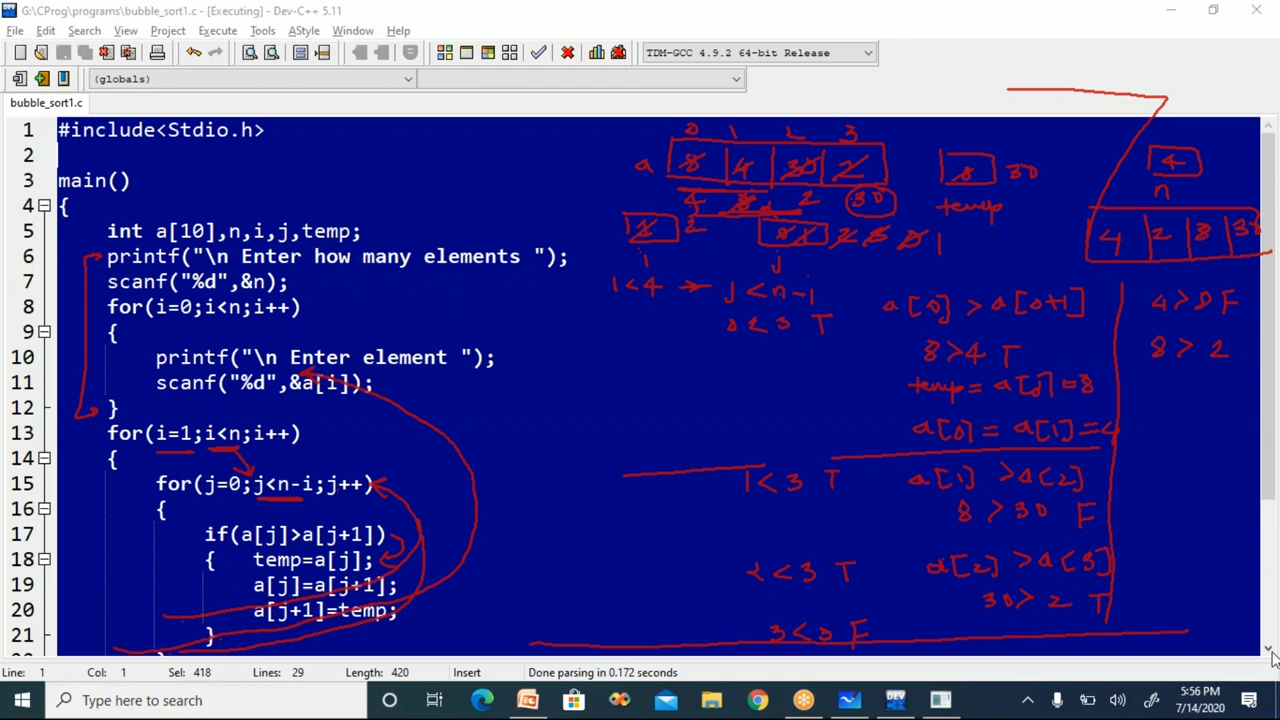 G:\CProg\programs\bubble_sort1.c - [Executing] - Dev-C++ 5.11
File Edit Search View Project Execute Tools AStyle Window Help
TDM-GCC 4.9.2 64-bit Release
(globals)
bubble_sort1.c
1 #include<Stdio.h>
2
3 main()
4 {
5 int a[10],n,i,j,temp;
6 printf("\n Enter how many elements ");
7 scanf("%d",&n);
8 for(i=0;i<n;i++)
9 {
10 printf("\n Enter element ");
11 scanf("%d",&a[i]);
12 }
13 for(i=1;i<n;i++)
14 {
15 for(j=0;j<n-i;j++)
16 {
17 if(a[j]>a[j+1])
18 { temp=a[j];
19 a[j]=a[j+1];
20 a[j+1]=temp;
21 }
0 1 2 3
a 8 4 30 2
4 8 2 30
8 30
temp
4
n
4 2 8 30
i
j
1<4 → j<n-i
0<3 T
a[0] > a[0+1]
8>4 T
temp = a[0] = 8
a[0] = a[1] = 4
4>8 F
8 > 2
1<3 T a[1] > a[2]
8 > 30 F
2<3 T a[2] > a[3]
30 > 2 T
3<3 F
Line: 1 Col: 1 Sel: 418 Lines: 29 Length: 420 Insert Done parsing in 0.172 seconds
Type here to search
5:56 PM
7/14/2020